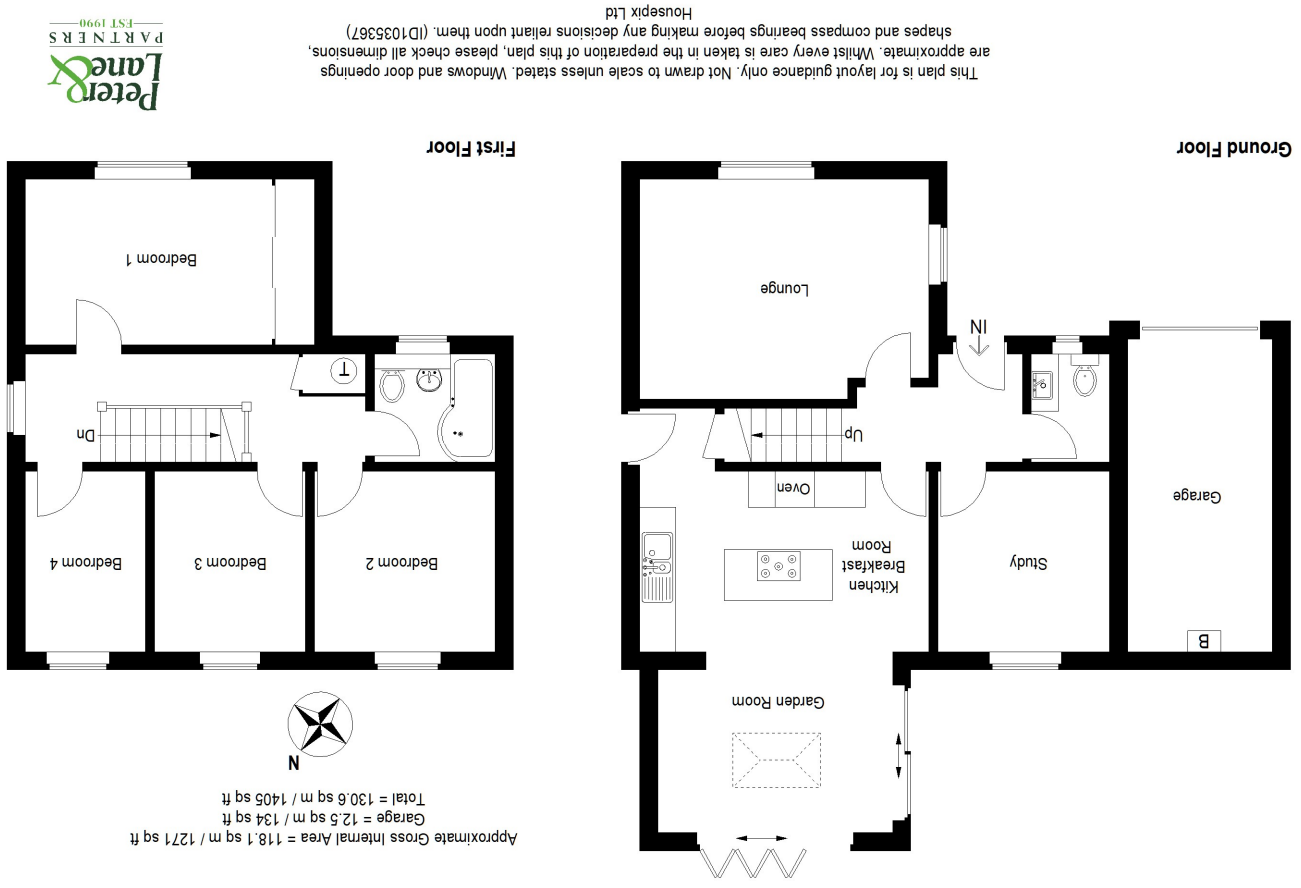 Approximate Gross Internal Area = 118.1 sq m / 1271 sq ft
Garage = 12.5 sq m / 134 sq ft
Total = 130.6 sq m / 1405 sq ft
N
Garden Room
B
Study
Kitchen
Breakfast
Room
Garage
Oven
Up
IN
Lounge
Ground Floor
Bedroom 2
Bedroom 3
Bedroom 4
Dn
T
Bedroom 1
First Floor
This plan is for layout guidance only. Not drawn to scale unless stated. Windows and door openings
are approximate. Whilst every care is taken in the preparation of this plan, please check all dimensions,
shapes and compass bearings before making any decisions reliant upon them. (ID1035367)
Housepix Ltd
Peter
Lane &
PARTNERS
EST 1990